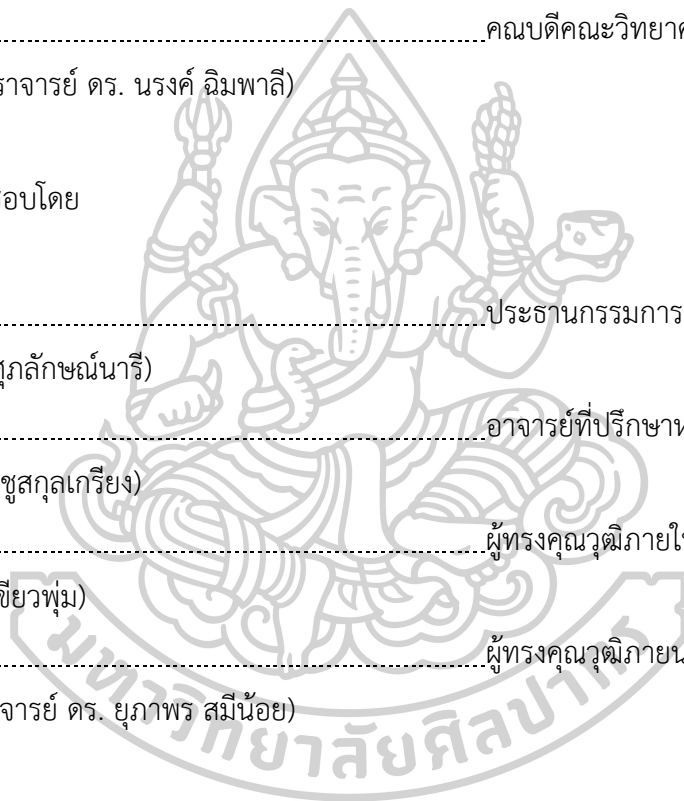 คณบดีคณะวิทยา
ราจารย์ ดร. นรงค์ ฉิมพาลี)
อบโดย
ประธานกรรมการ
ศุภลักษณ์นารี)
อาจารย์ที่ปรึกษา
ชูสกุลเกรียง)
ผู้ทรงคุณวุฒิภายใ
ขียวพุ่ม)
ผู้ทรงคุณวุฒิภายน
จารย์ ดร. ยุภาพร สมีน้อย)
มหาวิทยาลัยศิลปากร